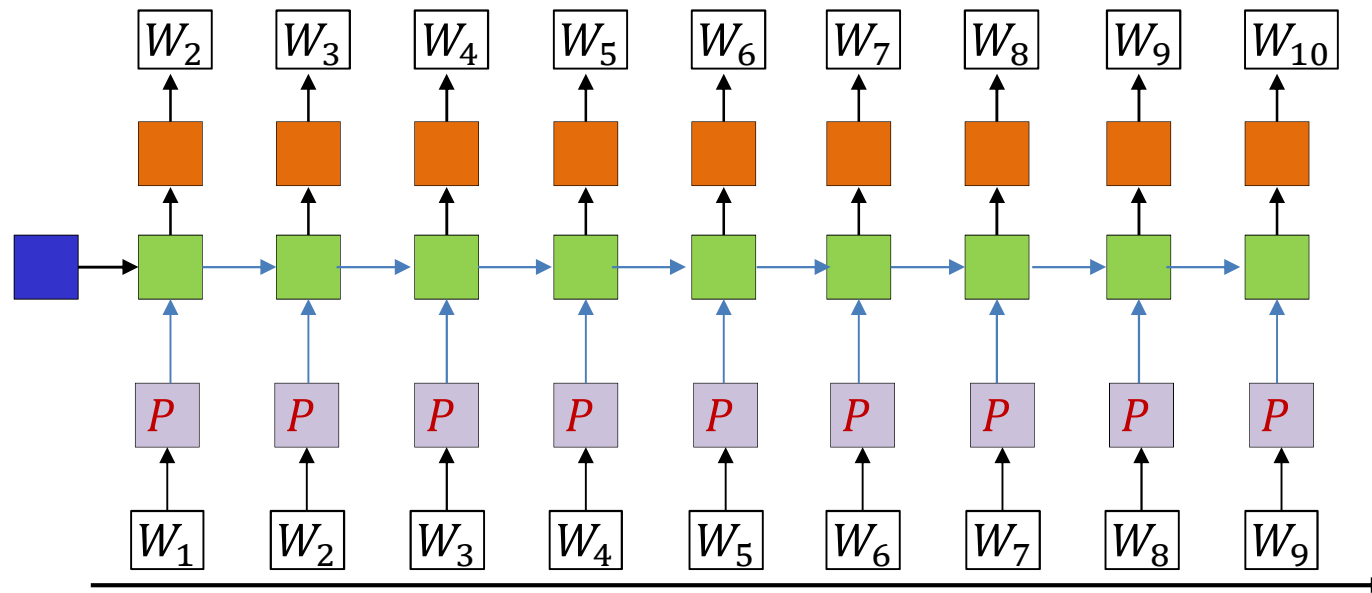 W₂ W₃ W₄ W₅ W₆ W₇ W₈ W₉ W₁₀
P P P P P P P P P
W₁ W₂ W₃ W₄ W₅ W₆ W₇ W₈ W₉